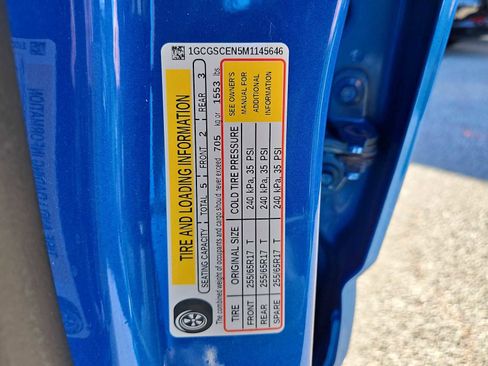 1GCGSCEN5M1145646
TIRE AND LOADING INFORMATION
SEATING CAPACITY TOTAL 5 FRONT 2 REAR 3
The combined weight of occupants and cargo should never exceed 705 kg or 1553 lbs
TIRE ORIGINAL SIZE COLD TIRE PRESSURE
FRONT 255/65R17 T 240 kPa, 35 PSI
REAR 255/65R17 T 240 kPa, 35 PSI
SPARE 255/65R17 T 240 kPa, 35 PSI
SEE OWNER'S
MANUAL FOR
ADDITIONAL
INFORMATION